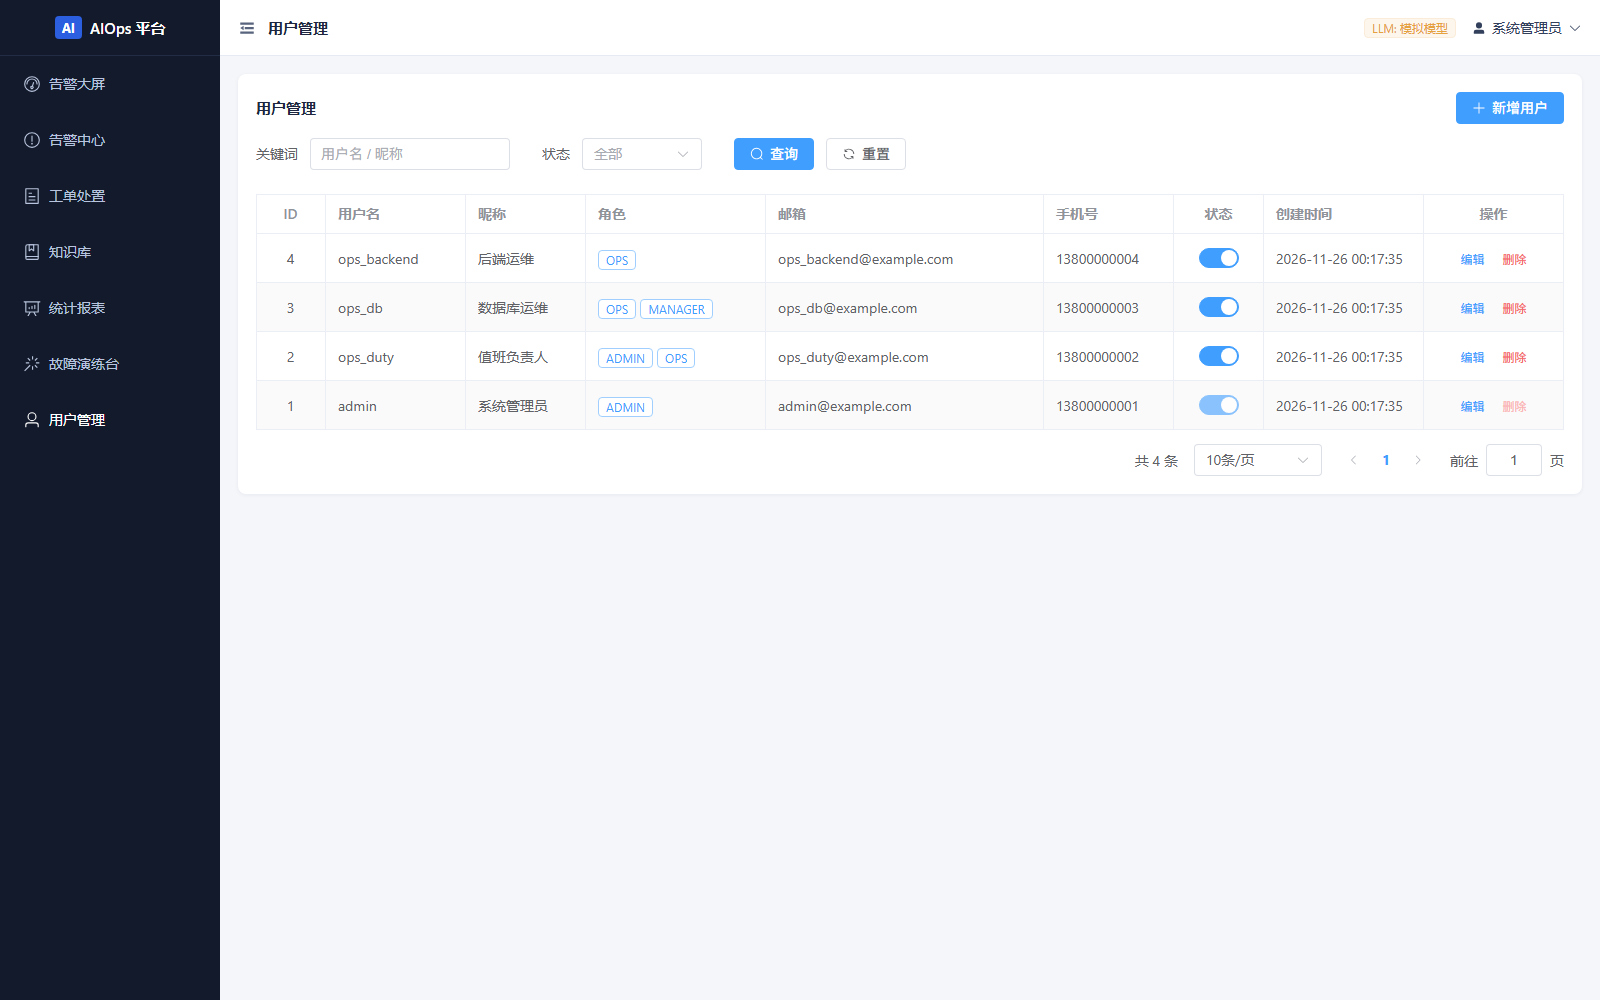 AI AIOps 平台
告警大屏
告警中心
工单处置
知识库
统计报表
故障演练台
用户管理
用户管理
LLM: 模拟模型 系统管理员
用户管理
新增用户
关键词 用户名 / 昵称 状态 全部 查询 重置
ID 用户名 昵称 角色 邮箱 手机号 状态 创建时间 操作
4 ops_backend 后端运维 OPS ops_backend@example.com 13800000004 2026-11-26 00:17:35 编辑 删除
3 ops_db 数据库运维 OPS MANAGER ops_db@example.com 13800000003 2026-11-26 00:17:35 编辑 删除
2 ops_duty 值班负责人 ADMIN OPS ops_duty@example.com 13800000002 2026-11-26 00:17:35 编辑 删除
1 admin 系统管理员 ADMIN admin@example.com 13800000001 2026-11-26 00:17:35 编辑 删除
共 4 条 10条/页 1 前往 1 页